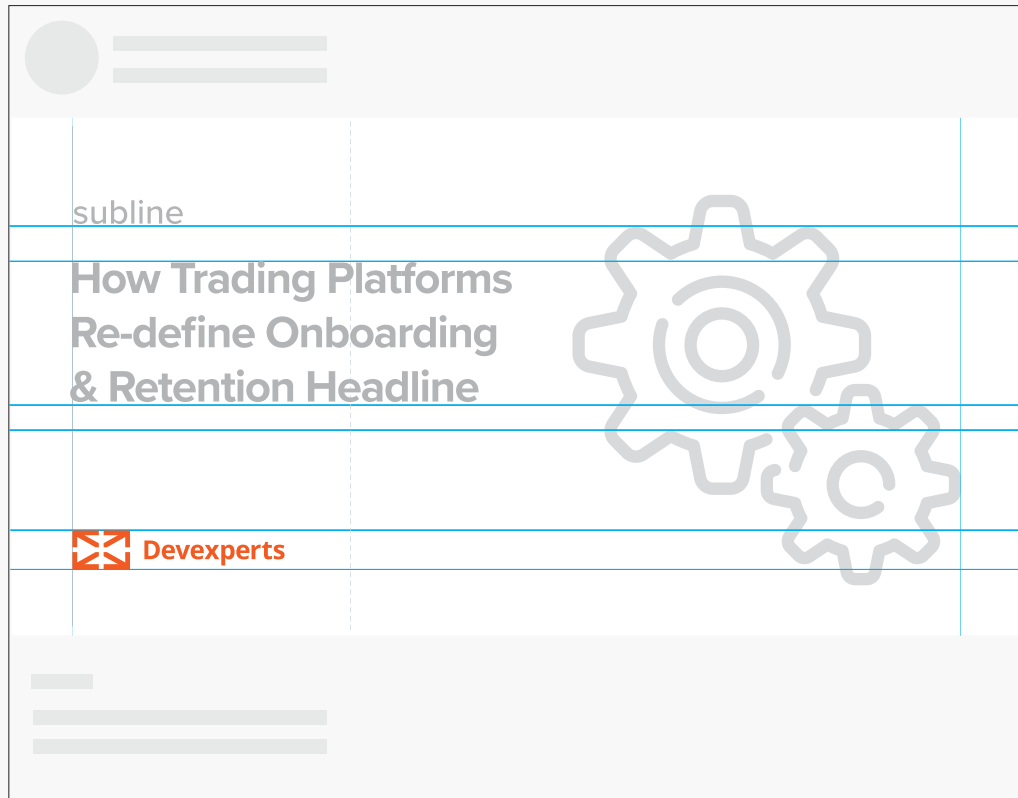 subline
How Trading Platforms
Re-define Onboarding
& Retention Headline
Devexperts